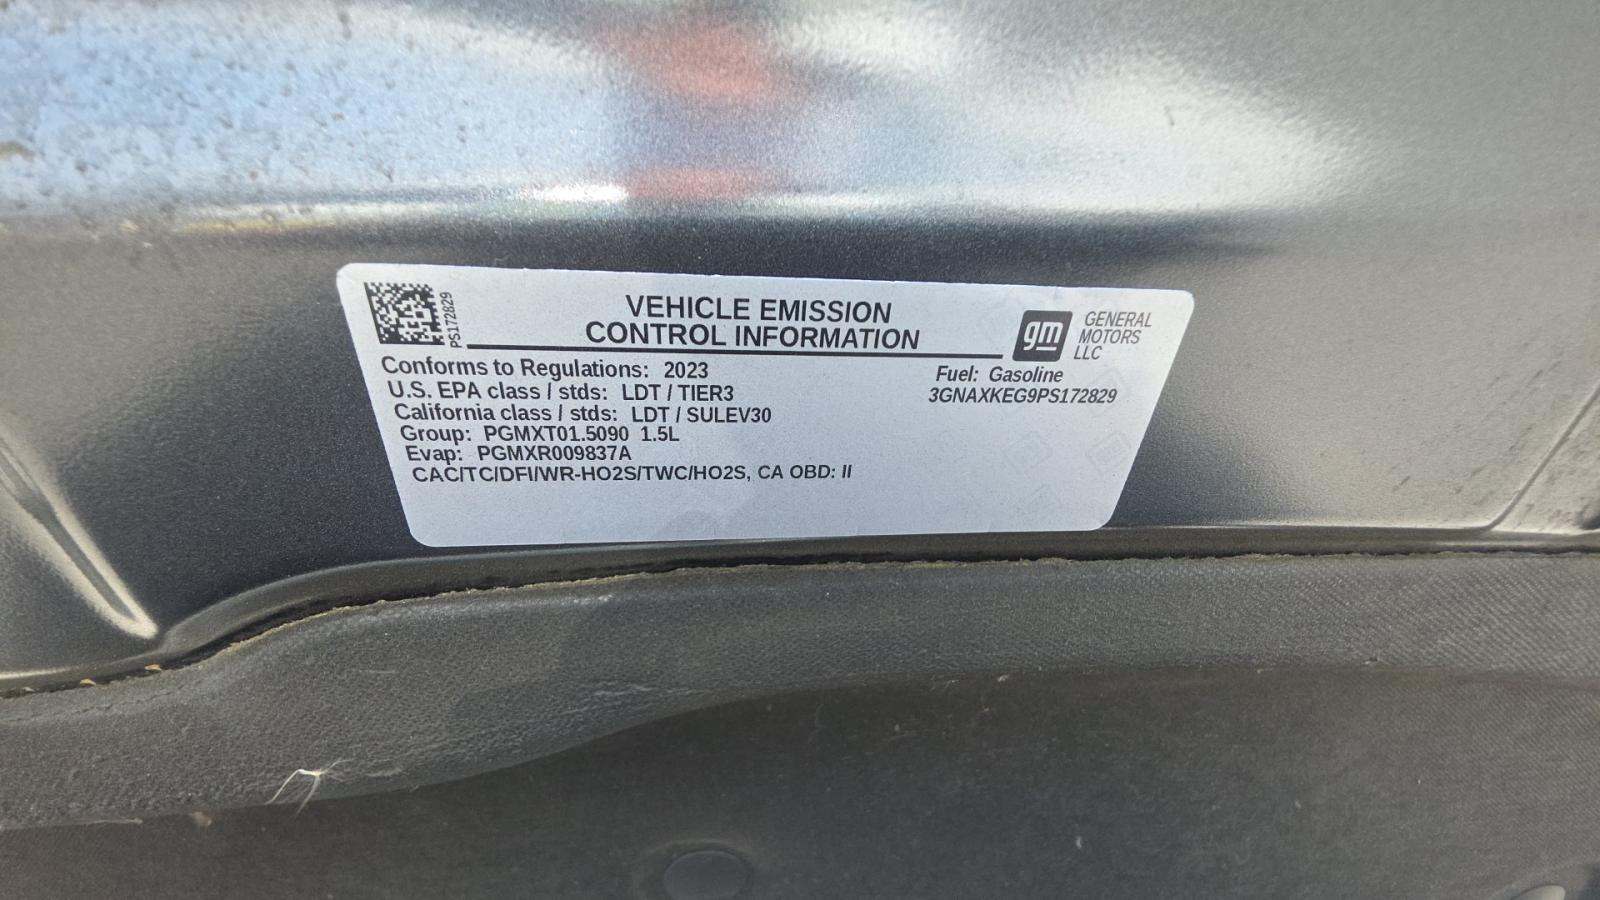 PS172829
VEHICLE EMISSION
CONTROL INFORMATION
gm
GENERAL
MOTORS
LLC
Conforms to Regulations: 2023
U.S. EPA class / stds: LDT / TIER3
California class / stds: LDT / SULEV30
Group: PGMXT01.5090 1.5L
Evap: PGMXR009837A
CAC/TC/DFI/WR-HO2S/TWC/HO2S, CA OBD: II
Fuel: Gasoline
3GNAXKEG9PS172829